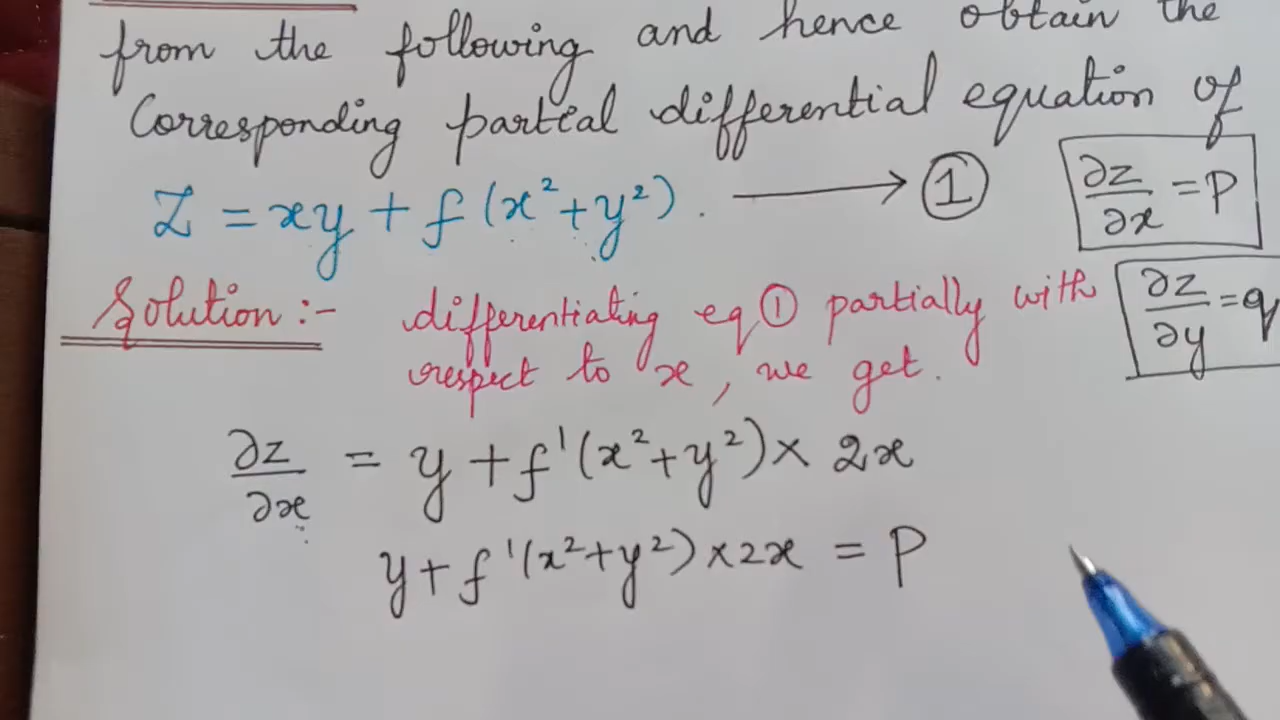 from the following and hence obtain the
Corresponding partial differential equation of
Z = xy + f(x²+y²). ⟶ ①
∂z/∂x = P
Solution :- differentiating eq ① partially with
∂z/∂y = q
respect to x, we get.
∂z/∂x = y + f'(x²+y²) × 2x
y + f'(x²+y²) × 2x = P